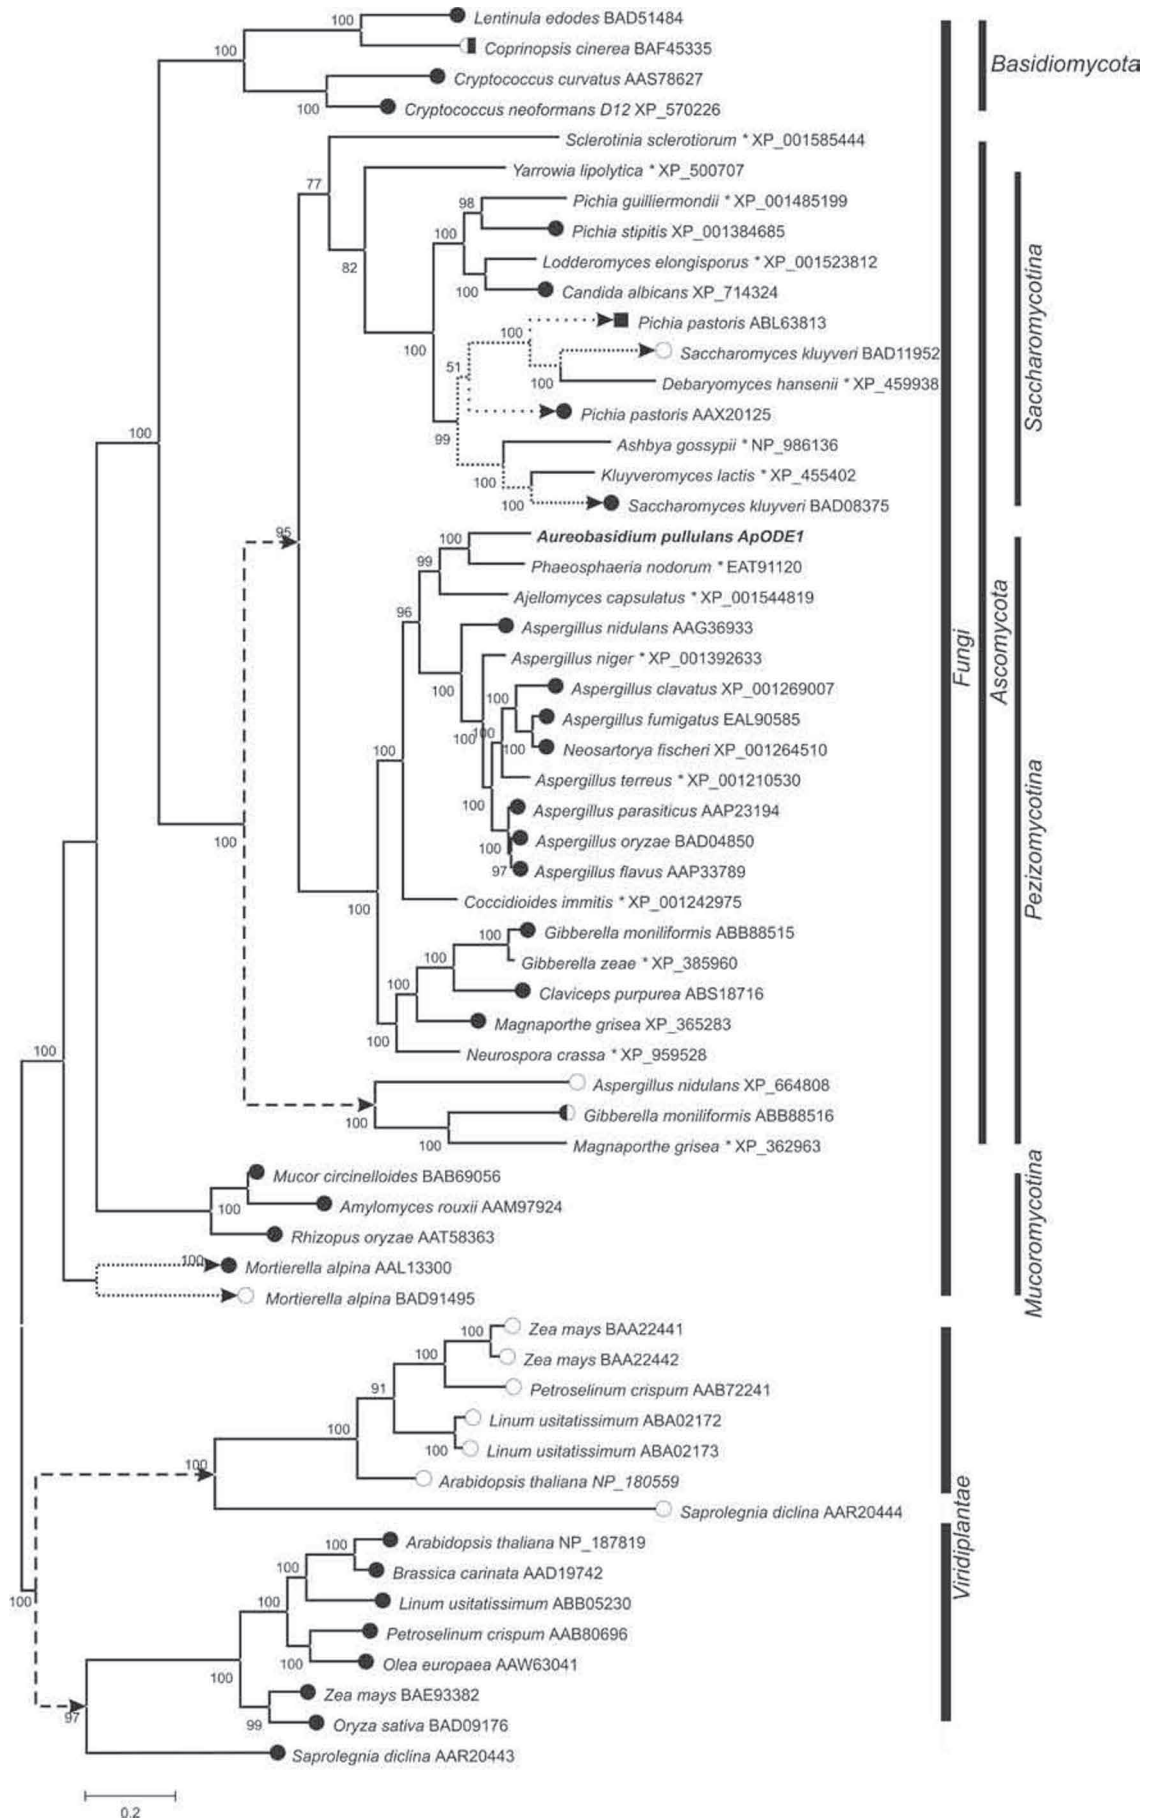 100
Lentinula edodes BAD51484
100
Coprinopsis cinerea BAF45335
Basidiomycota
Cryptococcus curvatus AAS78627
100
Cryptococcus neoformans D12 XP_570226
Sclerotinia sclerotiorum * XP_001585444
Yarrowia lipolytica * XP_500707
77
98
Pichia guilliermondii * XP_001485199
100
Pichia stipitis XP_001384685
82
Lodderomyces elongisporus * XP_001523812
100
Candida albicans XP_714324
100
Pichia pastoris ABL63813
100
Saccharomyces kluyveri BAD11952
51
100
Debaryomyces hansenii * XP_459938
Pichia pastoris AAX20125
100
99
Ashbya gossypii * NP_986136
100
Kluyveromyces lactis * XP_455402
100
Saccharomyces kluyveri BAD08375
Saccharomycotina
95
100
Aureobasidium pullulans ApODE1
99
Phaeosphaeria nodorum * EAT91120
Ajellomyces capsulatus * XP_001544819
96
Aspergillus nidulans AAG36933
Fungi
Ascomycota
Aspergillus niger * XP_001392633
100
100
Aspergillus clavatus XP_001269007
Aspergillus fumigatus EAL90585
100
100
100
100
Neosartorya fischeri XP_001264510
Aspergillus terreus * XP_001210530
100
Aspergillus parasiticus AAP23194
100
100
Aspergillus oryzae BAD04850
97
Aspergillus flavus AAP33789
Pezizomycotina
100
Coccidioides immitis * XP_001242975
100
Gibberella moniliformis ABB88515
100
Gibberella zeae * XP_385960
100
Claviceps purpurea ABS18716
Magnaporthe grisea XP_365283
100
100
Neurospora crassa * XP_959528
Aspergillus nidulans XP_664808
100
Gibberella moniliformis ABB88516
100
Magnaporthe grisea * XP_362963
Mucor circinelloides BAB69056
100
Amylomyces rouxii AAM97924
Rhizopus oryzae AAT58363
100
Mortierella alpina AAL13300
Mortierella alpina BAD91495
Mucoromycotina
100
Zea mays BAA22441
100
Zea mays BAA22442
91
Petroselinum crispum AAB72241
Linum usitatissimum ABA02172
100
100
Linum usitatissimum ABA02173
100
Arabidopsis thaliana NP_180559
Saprolegnia diclina AAR20444
Viridiplantae
100
Arabidopsis thaliana NP_187819
100
Brassica carinata AAD19742
100
100
Linum usitatissimum ABB05230
Petroselinum crispum AAB80696
100
100
Olea europaea AAW63041
Zea mays BAE93382
97
99
Oryza sativa BAD09176
Saprolegnia diclina AAR20443
0.2